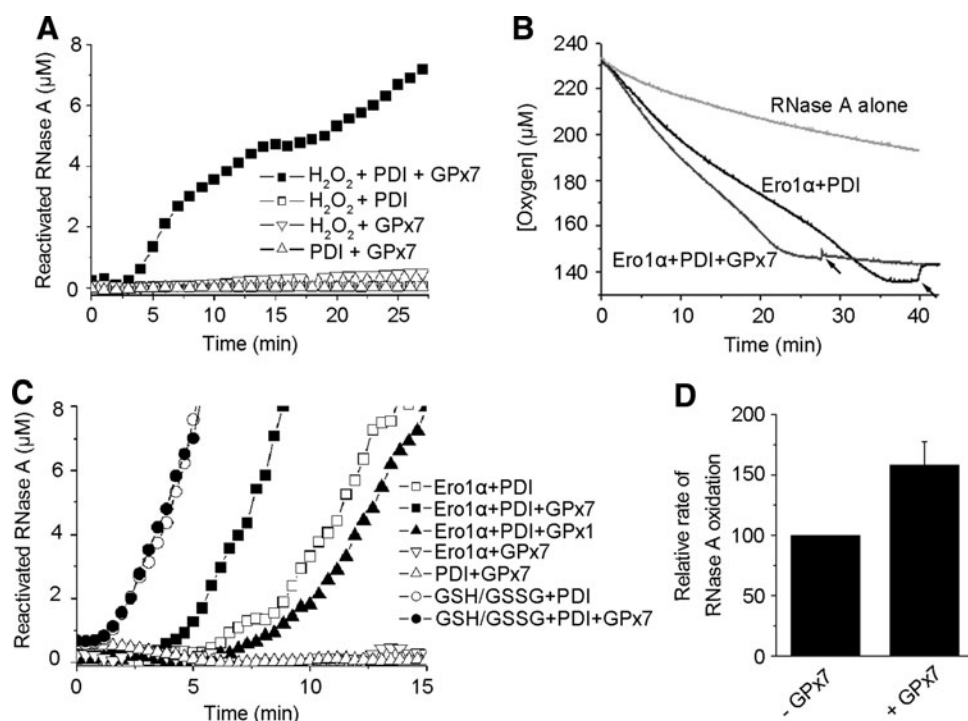 A
Reactivated RNase A (μM)
8
6
4
2
0
0 5 10 15 20 25
Time (min)
H₂O₂ + PDI + GPx7
H₂O₂ + PDI
H₂O₂ + GPx7
PDI + GPx7
B
[Oxygen] (μM)
240
220
200
180
160
140
0 10 20 30 40
Time (min)
RNase A alone
Ero1α+PDI
Ero1α+PDI+GPx7
C
Reactivated RNase A (μM)
8
6
4
2
0
0 5 10 15
Time (min)
Ero1α+PDI
Ero1α+PDI+GPx7
Ero1α+PDI+GPx1
Ero1α+GPx7
PDI+GPx7
GSH/GSSG+PDI
GSH/GSSG+PDI+GPx7
D
Relative rate of
RNase A oxidation
200
150
100
50
0
- GPx7
+ GPx7